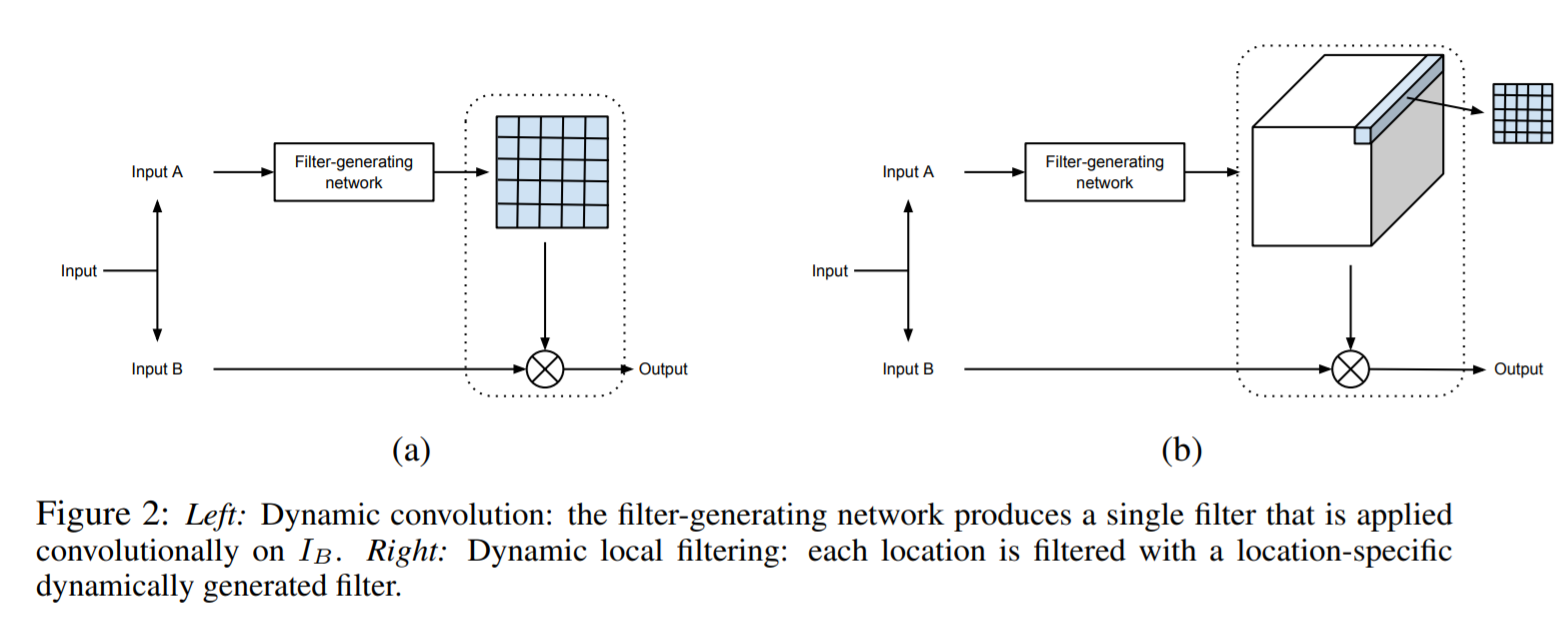 Input A
Filter-generating
network
Input
Input B
Output
(a)
Input A
Filter-generating
network
Input
Input B
Output
(b)
Figure 2: Left: Dynamic convolution: the filter-generating network produces a single filter that is applied
convolutionally on I_B. Right: Dynamic local filtering: each location is filtered with a location-specific
dynamically generated filter.